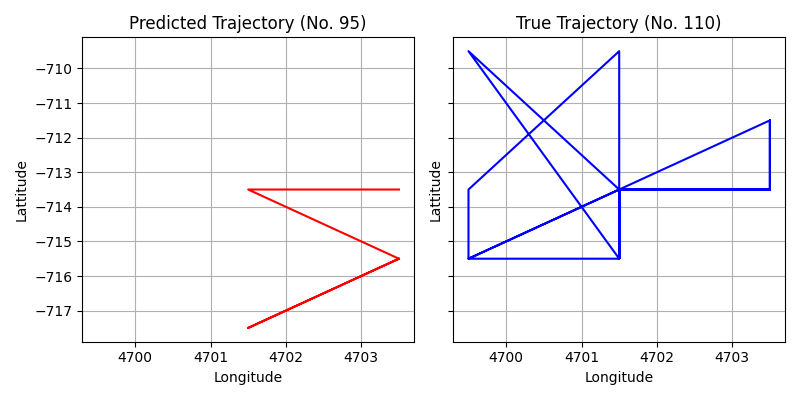 Predicted Trajectory (No. 95)
−710
−711
−712
−713
−714
−715
−716
−717
Lattitude
4700 4701 4702 4703
Longitude
True Trajectory (No. 110)
Lattitude
4700 4701 4702 4703
Longitude